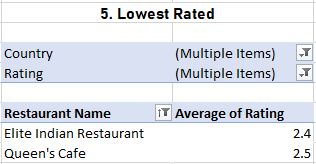 5. Lowest Rated
Country (Multiple Items)
Rating (Multiple Items)
Restaurant Name Average of Rating
Elite Indian Restaurant 2.4
Queen's Cafe 2.5